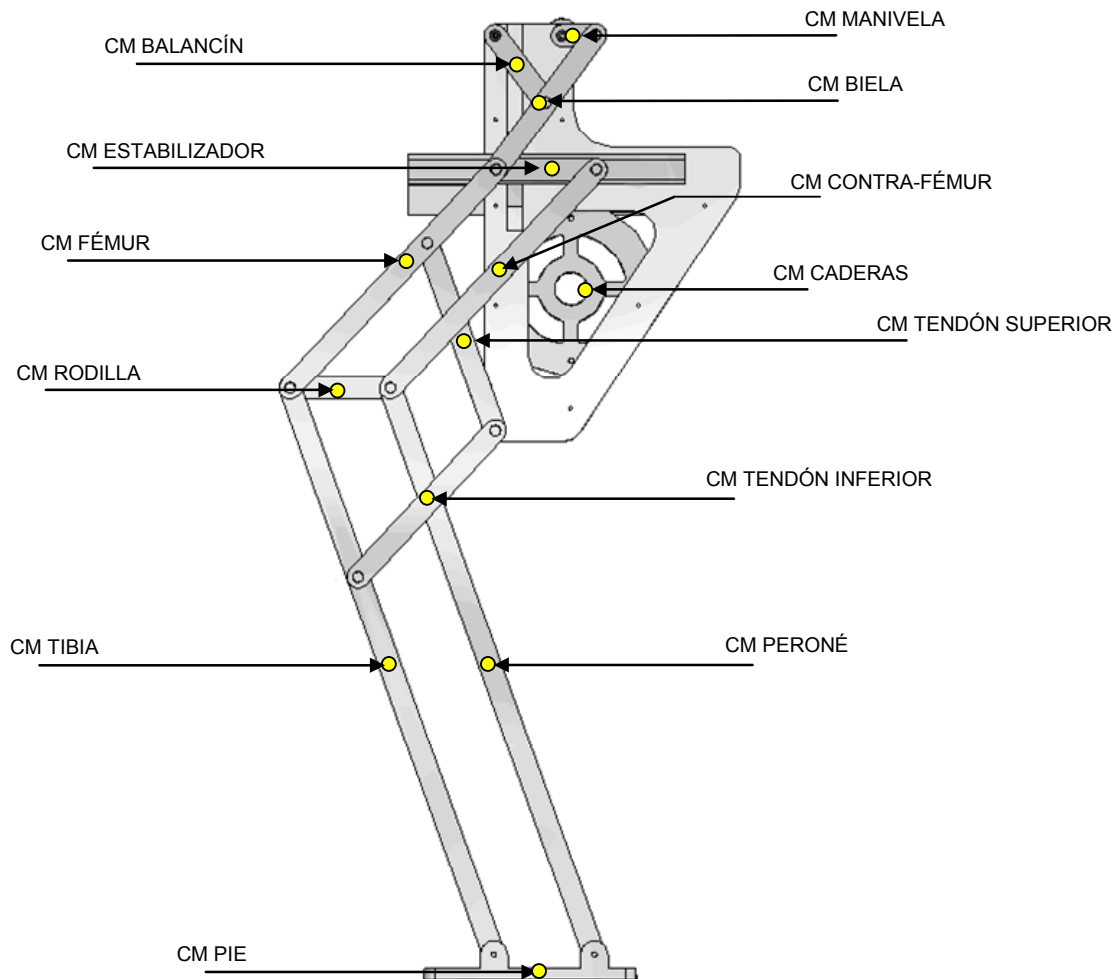 CM MANIVELA
CM BALANCÍN
CM BIELA
CM ESTABILIZADOR
CM CONTRA-FÉMUR
CM FÉMUR
CM CADERAS
CM TENDÓN SUPERIOR
CM RODILLA
CM TENDÓN INFERIOR
CM TIBIA
CM PERONÉ
CM PIE